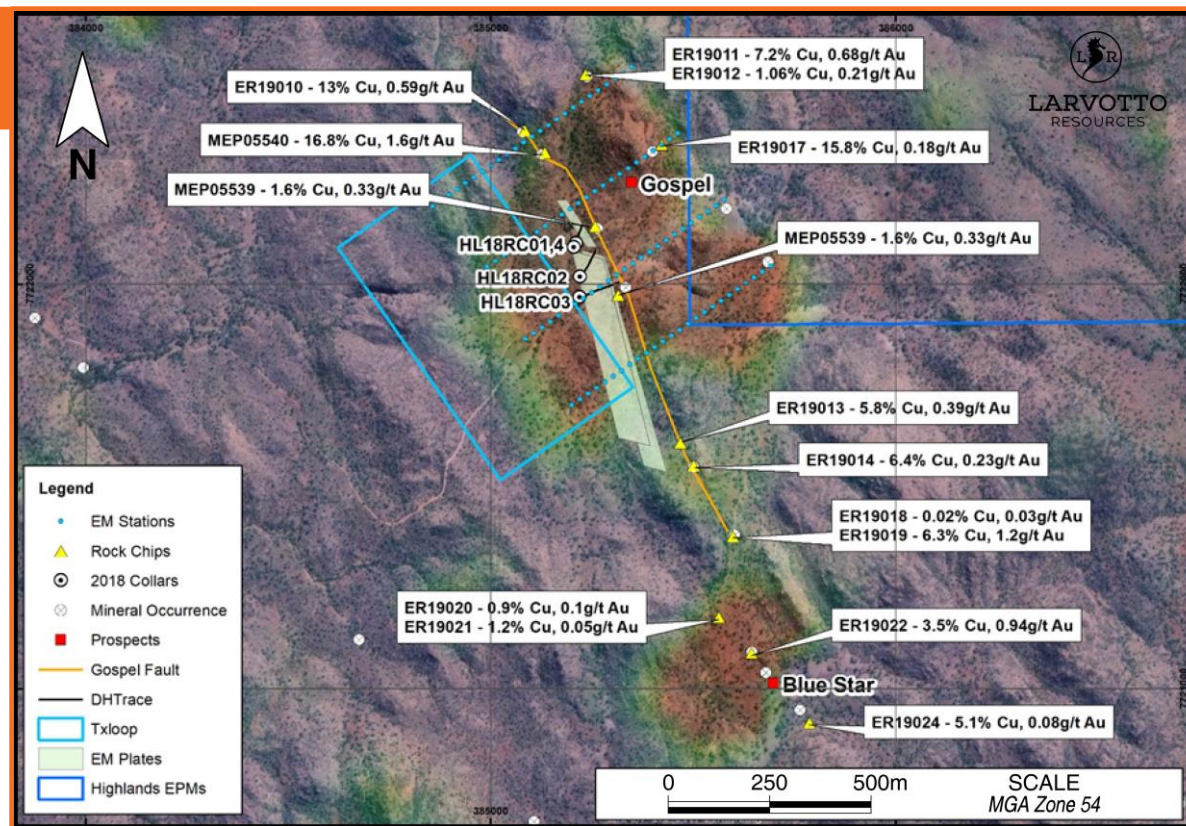 384000
385000
386000
N
L R
LARVOTTO
RESOURCES
ER19011 - 7.2% Cu, 0.68g/t Au
ER19012 - 1.06% Cu, 0.21g/t Au
ER19010 - 13% Cu, 0.59g/t Au
MEP05540 - 16.8% Cu, 1.6g/t Au
ER19017 - 15.8% Cu, 0.18g/t Au
MEP05539 - 1.6% Cu, 0.33g/t Au
Gospel
HL18RC01,4
MEP05539 - 1.6% Cu, 0.33g/t Au
HL18RC02
HL18RC03
ER19013 - 5.8% Cu, 0.39g/t Au
ER19014 - 6.4% Cu, 0.23g/t Au
ER19018 - 0.02% Cu, 0.03g/t Au
ER19019 - 6.3% Cu, 1.2g/t Au
ER19020 - 0.9% Cu, 0.1g/t Au
ER19021 - 1.2% Cu, 0.05g/t Au
ER19022 - 3.5% Cu, 0.94g/t Au
Blue Star
ER19024 - 5.1% Cu, 0.08g/t Au
Legend
EM Stations
Rock Chips
2018 Collars
Mineral Occurrence
Prospects
Gospel Fault
DHTrace
Txloop
EM Plates
Highlands EPMs
0 250 500m
SCALE
MGA Zone 54
385000